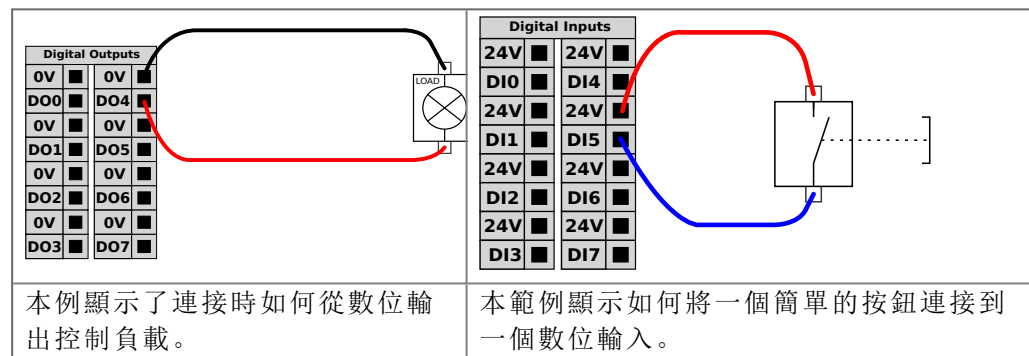 Digital Outputs
0V 0V
DO0 DO4
0V 0V
DO1 DO5
0V 0V
DO2 DO6
0V 0V
DO3 DO7
LOAD
Digital Inputs
24V 24V
DI0 DI4
24V 24V
DI1 DI5
24V 24V
DI2 DI6
24V 24V
DI3 DI7
本例顯示了連接時如何從數位輸
出控制負載。
本範例顯示如何將一個簡單的按鈕連接到
一個數位輸入。